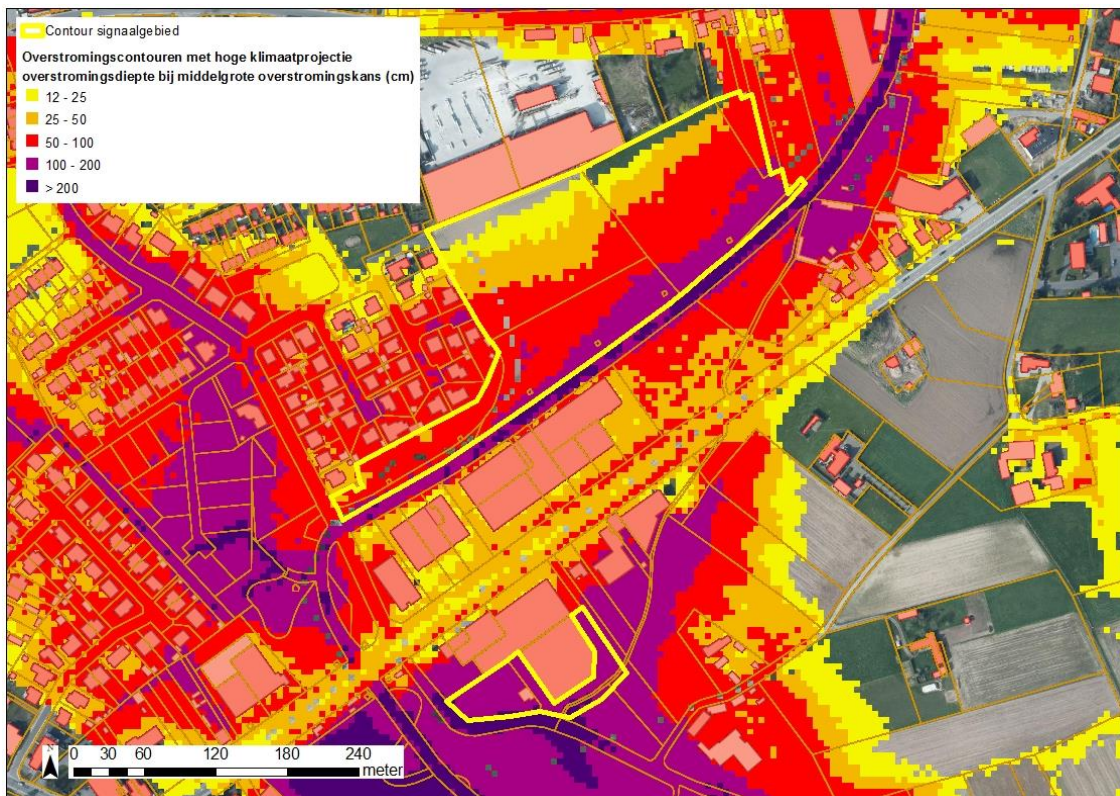 Contour signaalgebied
Overstromingscontouren met hoge klimaatprojectie
overstromingsdiepte bij middelgrote overstromingskans (cm)
12 - 25
25 - 50
50 - 100
100 - 200
> 200
N
0 30 60 120 180 240
meter